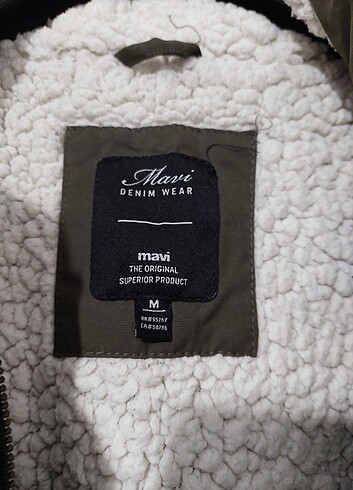 Mavi
DENIM WEAR
mavi
THE ORIGINAL
SUPERIOR PRODUCT
M